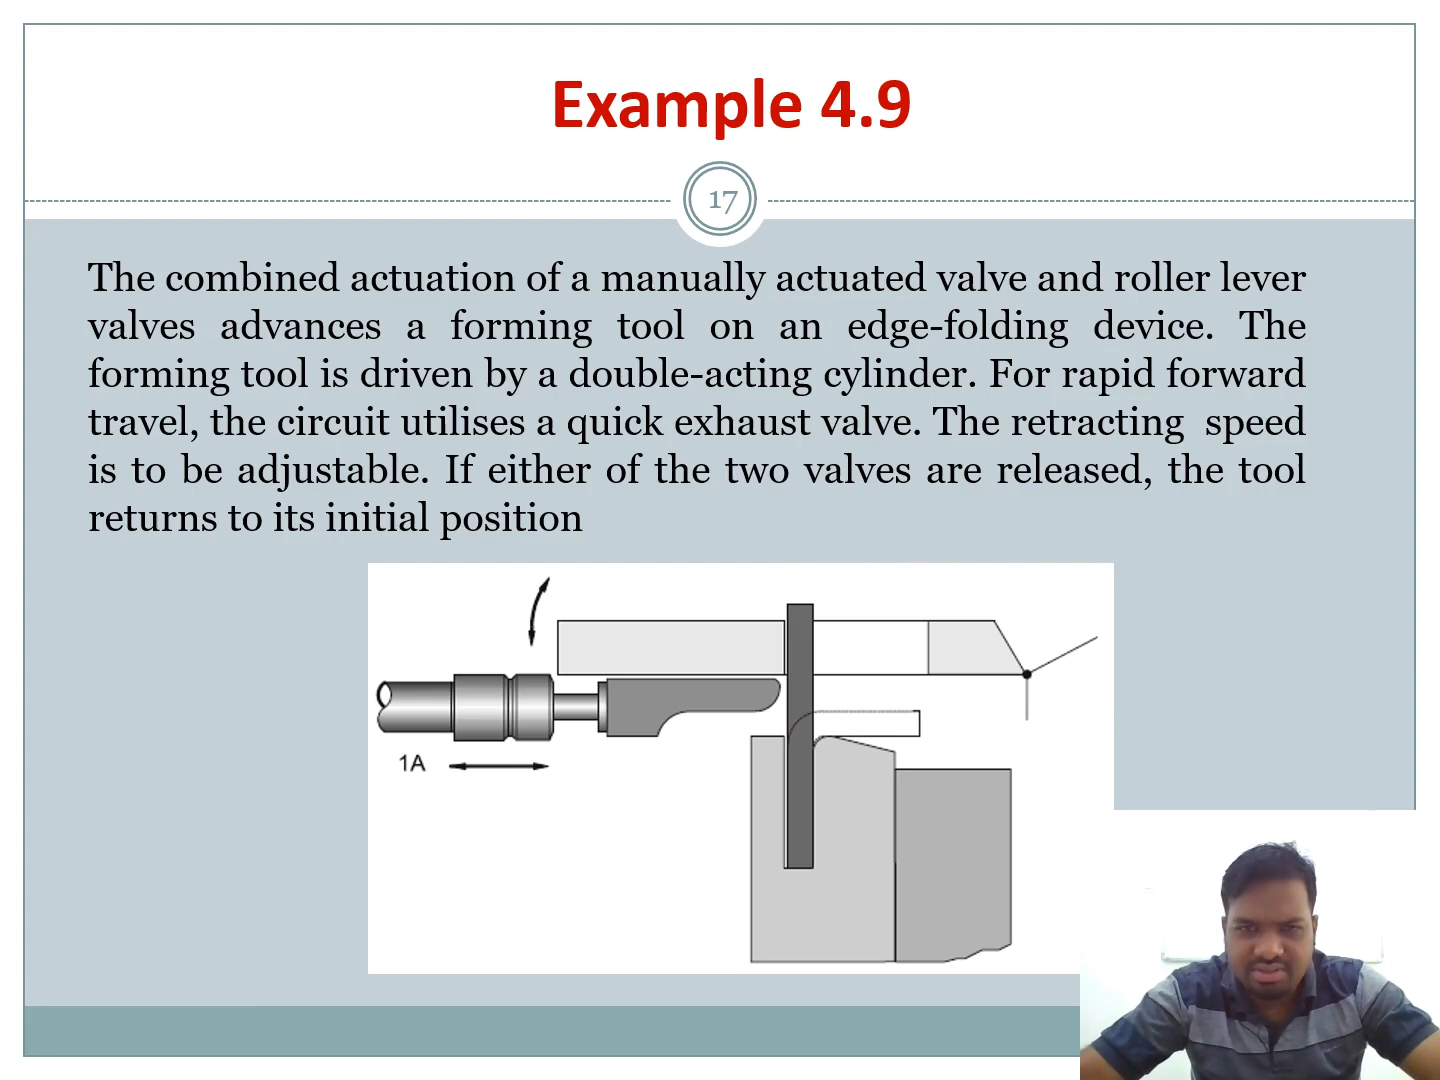 Example 4.9
17
The combined actuation of a manually actuated valve and roller lever
valves advances a forming tool on an edge-folding device. The
forming tool is driven by a double-acting cylinder. For rapid forward
travel, the circuit utilises a quick exhaust valve. The retracting speed
is to be adjustable. If either of the two valves are released, the tool
returns to its initial position
1A